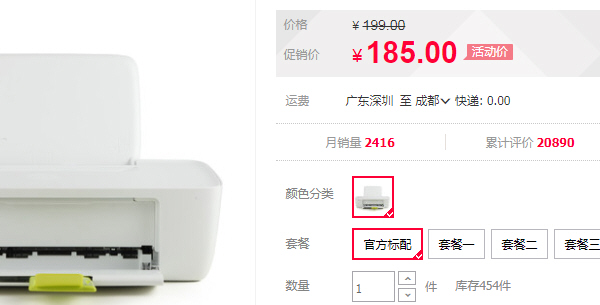 价格 ¥ 199.00
促销价 ¥ 185.00 活动价
运费 广东深圳 至 成都 快递: 0.00
月销量 2416 累计评价 20890
颜色分类
套餐 官方标配 套餐一 套餐二 套餐三
数量 1 件 库存454件